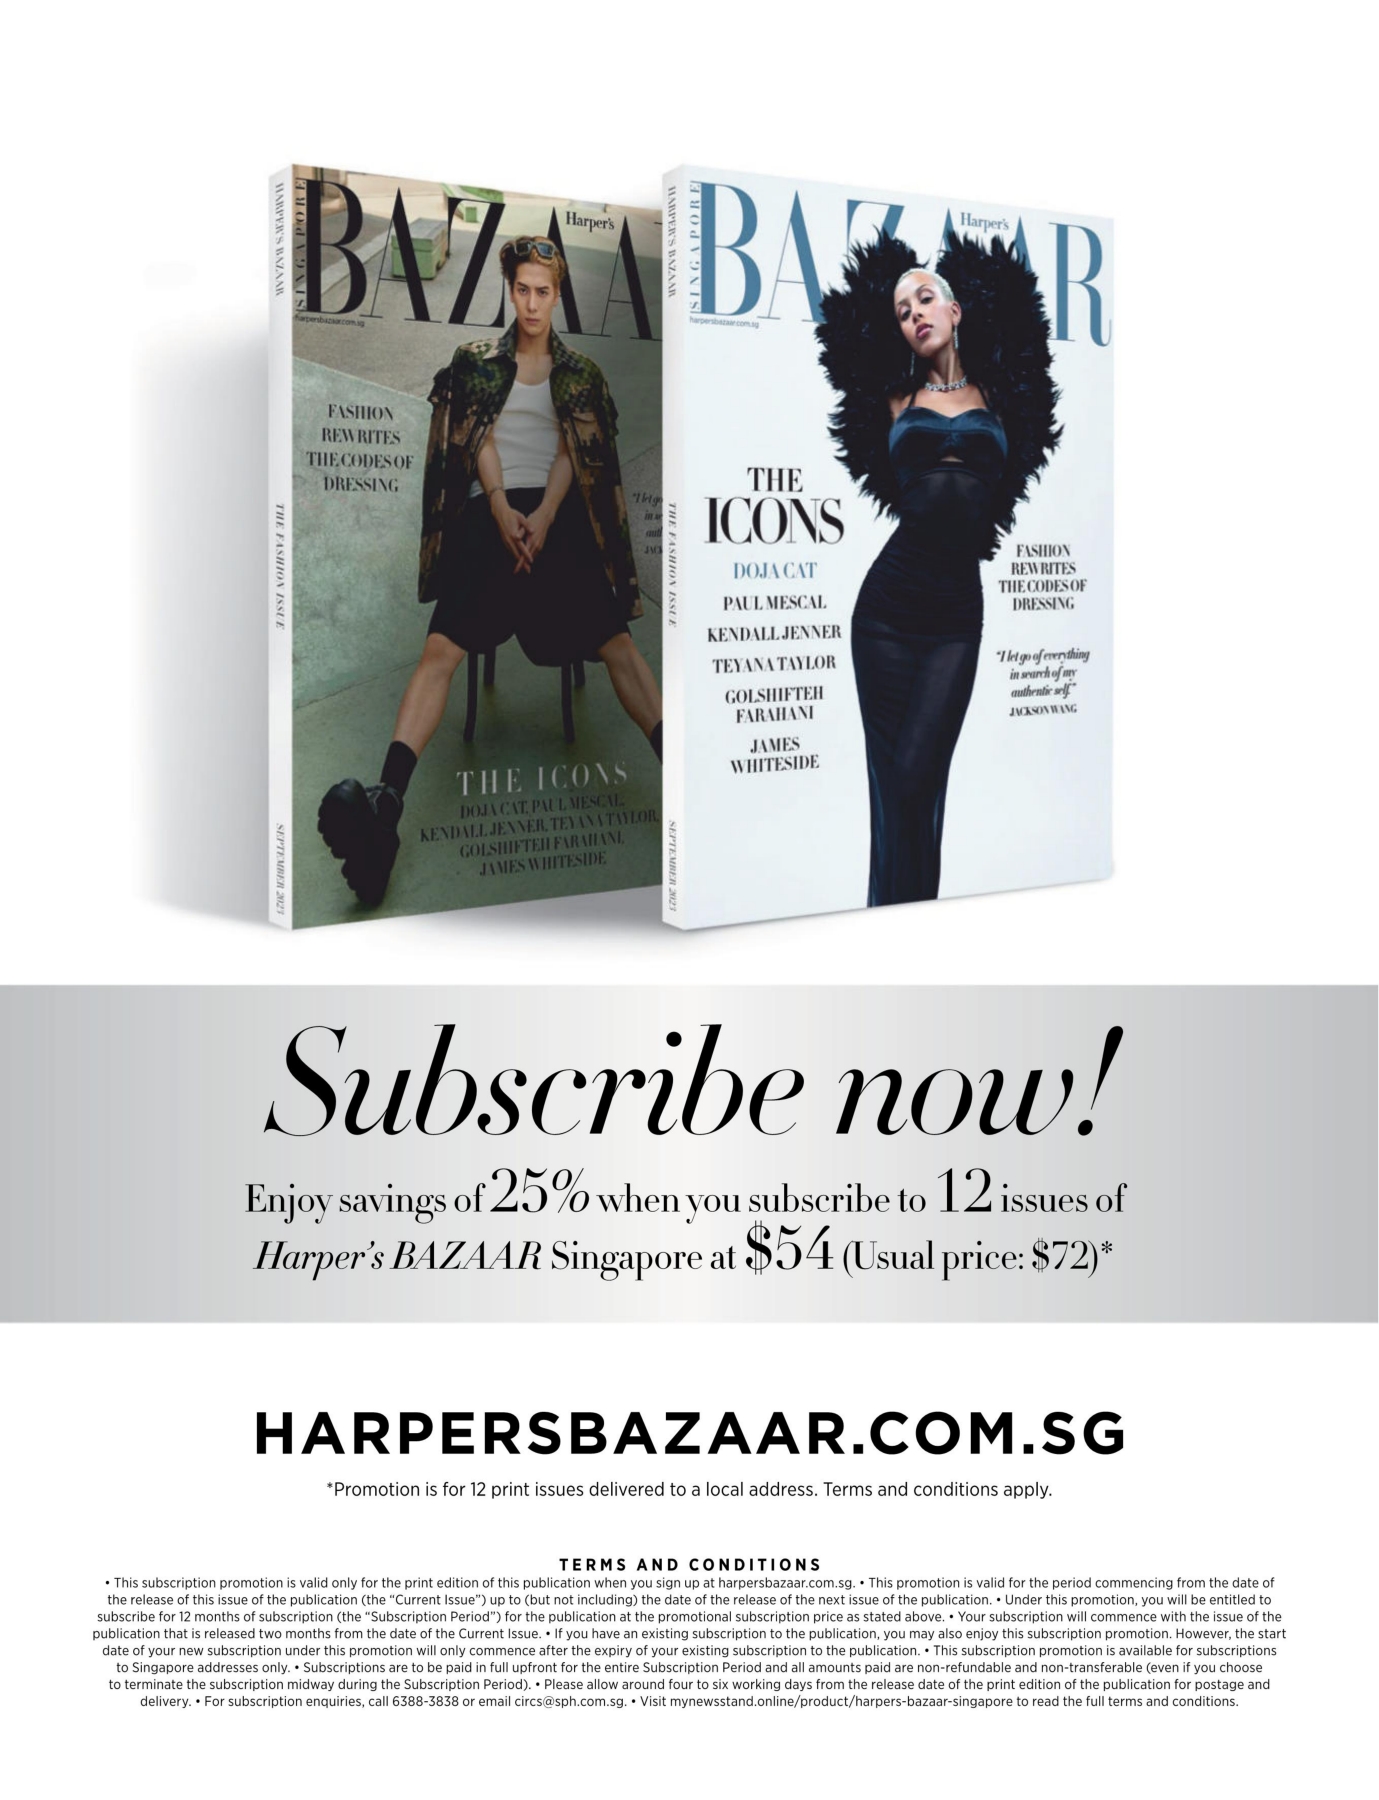 HARPER'S BAZAAR
THE FASHION ISSUE
SEPTEMBER 2023
SINGAPORE
BAZAA
Harper's
harpersbazaar.com.sg
FASHION
REWRITES
THE CODES OF
DRESSING
"I let go
THE ICONS
DOJA CAT, PAUL MESCAL,
KENDALL JENNER, TEYANA TAYLOR,
GOLSHIFTEH FARAHANI,
JAMES WHITESIDE
HARPER'S BAZAAR
THE FASHION ISSUE
SEPTEMBER 2023
SINGAPORE
BAZAAR
Harper's
harpersbazaar.com.sg
THE
ICONS
DOJA CAT
PAUL MESCAL
KENDALL JENNER
TEYANA TAYLOR
GOLSHIFTEH
FARAHANI
JAMES
WHITESIDE
FASHION
REWRITES
THE CODES OF
DRESSING
"I let go of everything
in search of my
authentic self."
JACKSON WANG
Subscribe now!
Enjoy savings of 25% when you subscribe to 12 issues of
Harper's BAZAAR Singapore at $54 (Usual price: $72)*
HARPERSBAZAAR.COM.SG
*Promotion is for 12 print issues delivered to a local address. Terms and conditions apply.
TERMS AND CONDITIONS
• This subscription promotion is valid only for the print edition of this publication when you sign up at harpersbazaar.com.sg. • This promotion is valid for the period commencing from the date of
the release of this issue of the publication (the “Current Issue”) up to (but not including) the date of the release of the next issue of the publication. • Under this promotion, you will be entitled to
subscribe for 12 months of subscription (the “Subscription Period”) for the publication at the promotional subscription price as stated above. • Your subscription will commence with the issue of the
publication that is released two months from the date of the Current Issue. • If you have an existing subscription to the publication, you may also enjoy this subscription promotion. However, the start
date of your new subscription under this promotion will only commence after the expiry of your existing subscription to the publication. • This subscription promotion is available for subscriptions
to Singapore addresses only. • Subscriptions are to be paid in full upfront for the entire Subscription Period and all amounts paid are non-refundable and non-transferable (even if you choose
to terminate the subscription midway during the Subscription Period). • Please allow around four to six working days from the release date of the print edition of the publication for postage and
delivery. • For subscription enquiries, call 6388-3838 or email circs@sph.com.sg. • Visit mynewsstand.online/product/harpers-bazaar-singapore to read the full terms and conditions.